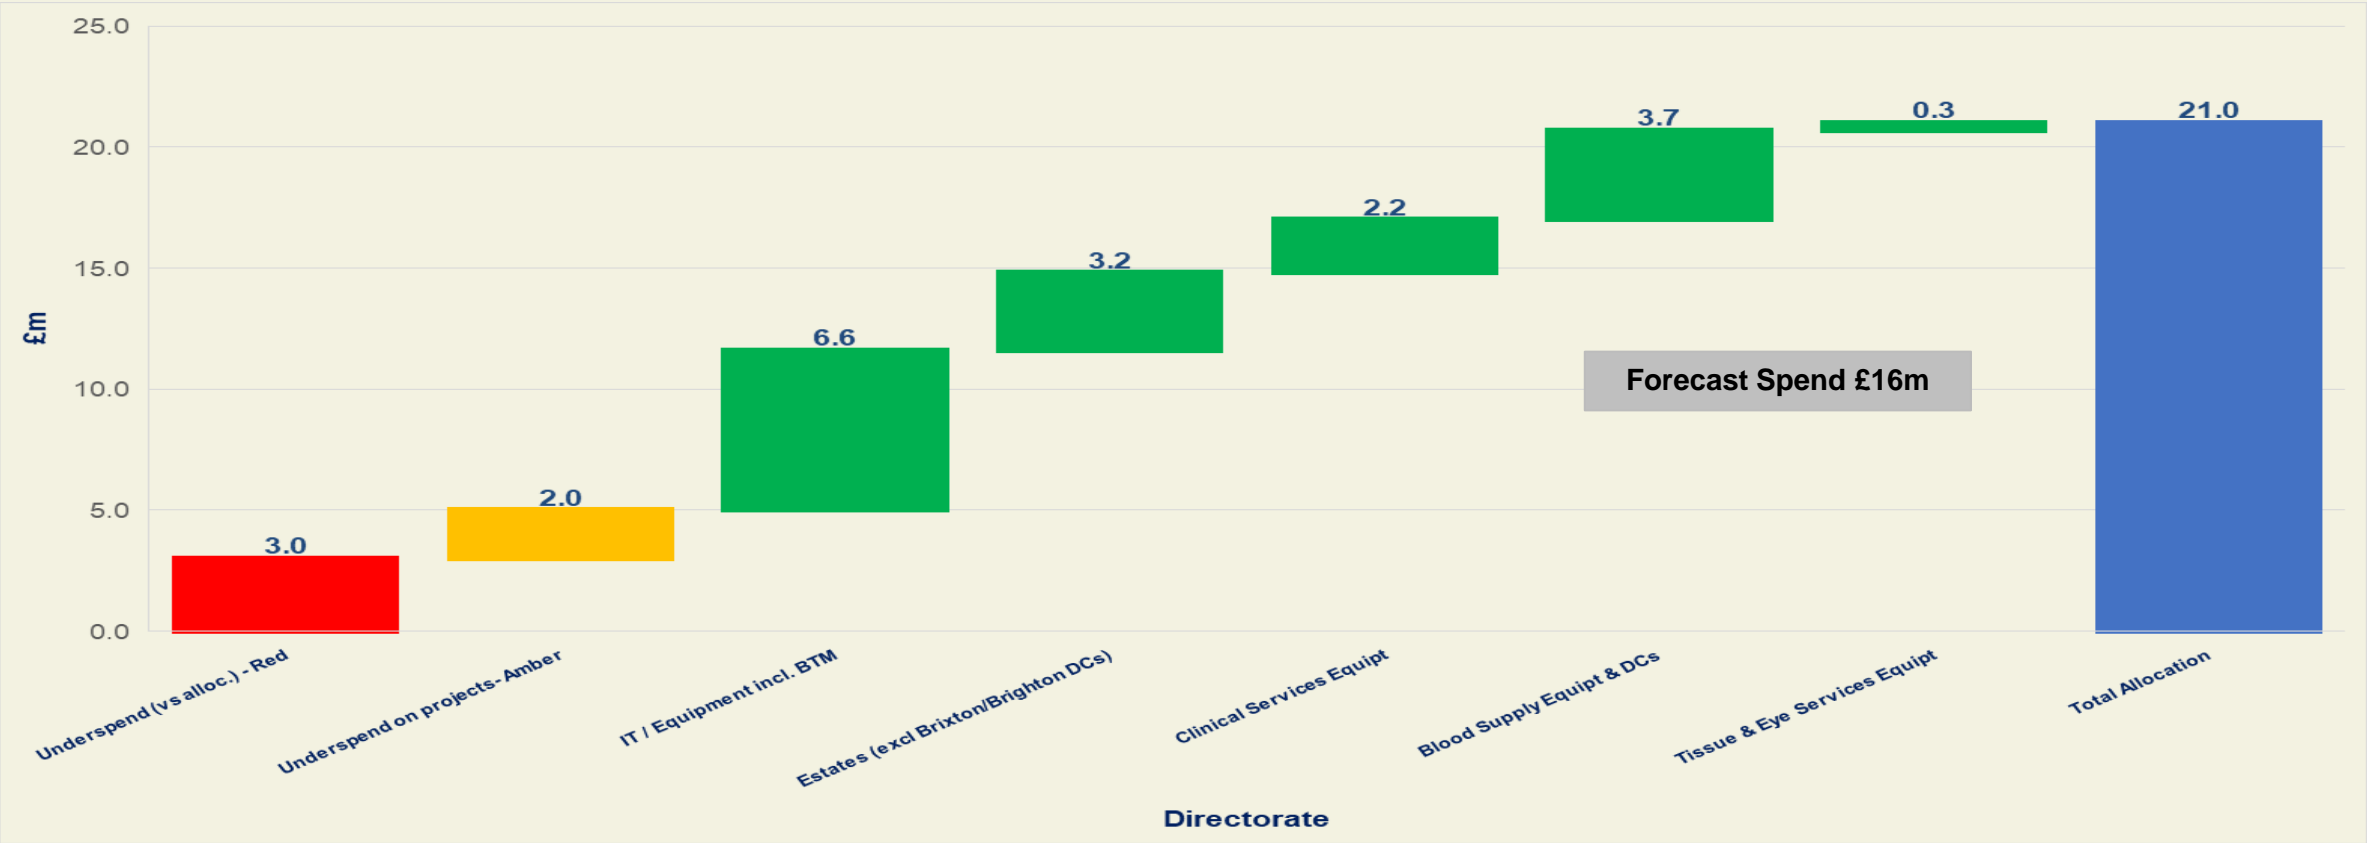 25.0
20.0
15.0
10.0
5.0
0.0
£m
3.0
2.0
6.6
3.2
2.2
3.7
0.3
21.0
Forecast Spend £16m
Underspend (vs alloc.) - Red
Underspend on projects- Amber
IT / Equipment incl. BTM
Estates (excl Brixton/Brighton DCs)
Clinical Services Equipt
Blood Supply Equipt & DCs
Tissue & Eye Services Equipt
Total Allocation
Directorate